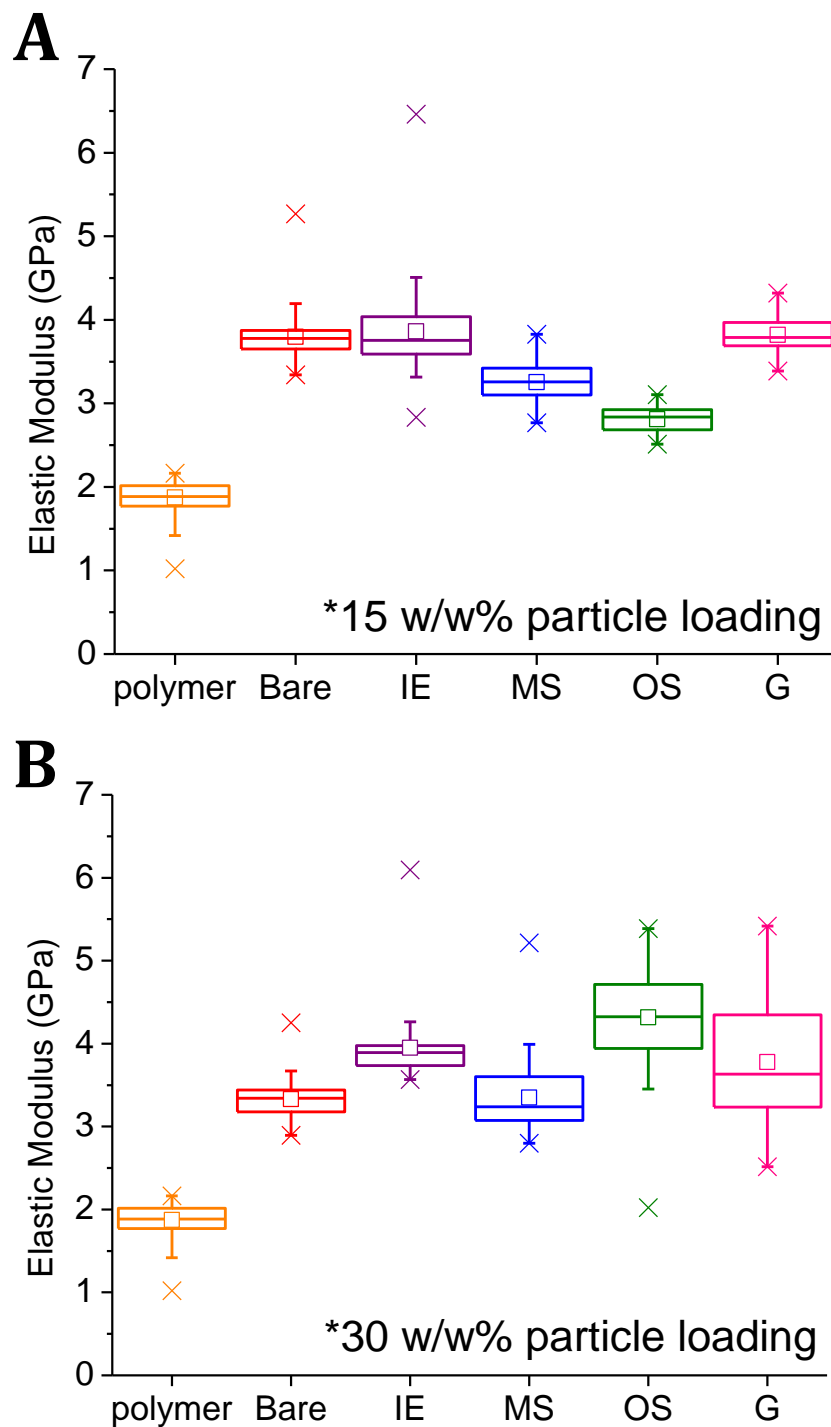 A
7
6
5
4
3
2
1
0
Elastic Modulus (GPa)
*15 w/w% particle loading
polymer Bare IE MS OS G
B
7
6
5
4
3
2
1
0
Elastic Modulus (GPa)
*30 w/w% particle loading
polymer Bare IE MS OS G